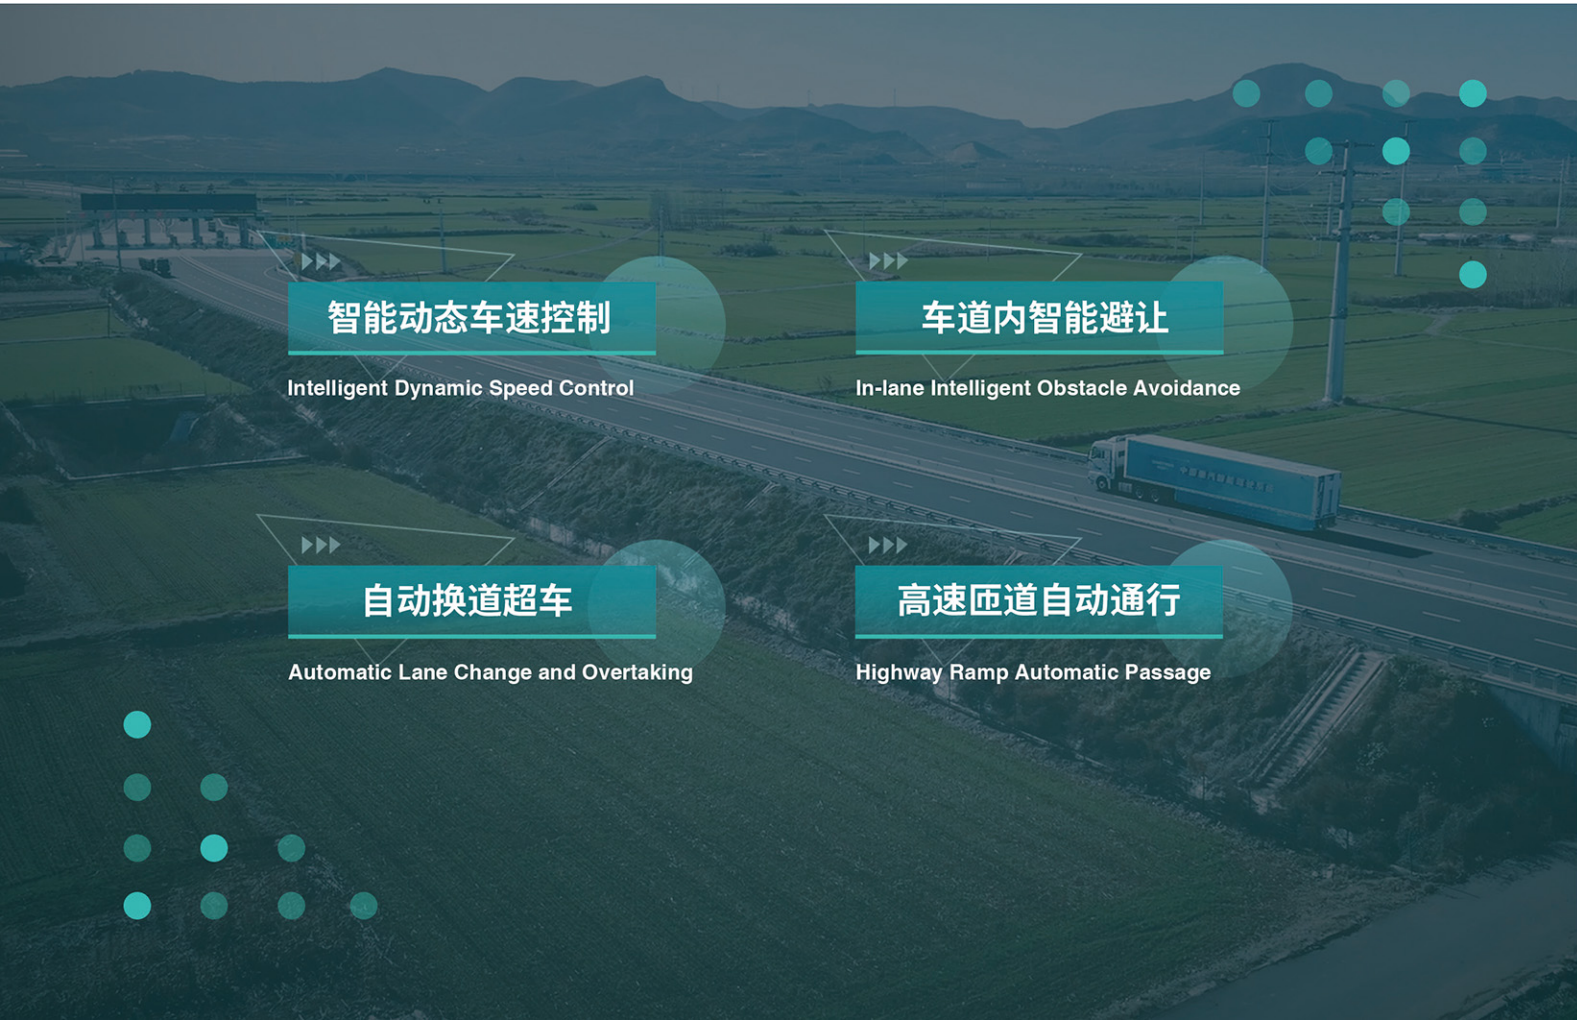 智能动态车速控制
Intelligent Dynamic Speed Control
车道内智能避让
In-lane Intelligent Obstacle Avoidance
自动换道超车
Automatic Lane Change and Overtaking
高速匝道自动通行
Highway Ramp Automatic Passage